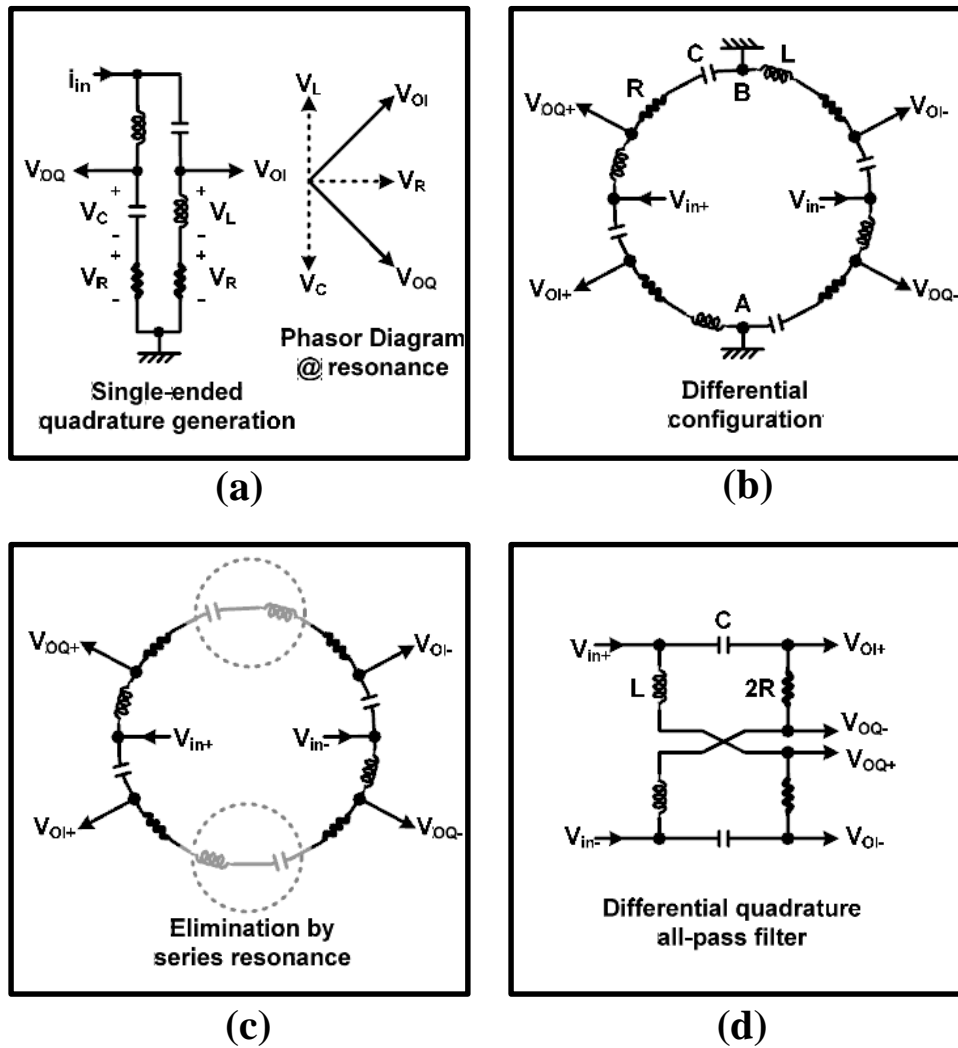 i_in
V_L
V_OI
V_OQ
V_OI
V_R
+
+
V_C
V_L
-
-
+
+
V_R
V_R
-
-
V_C
V_OQ
Phasor Diagram
@ resonance
Single-ended
quadrature generation
(a)
C
L
B
R
V_OQ+
V_OI-
V_in+
V_in-
V_OI+
V_OQ-
A
Differential
configuration
(b)
V_OQ+
V_OI-
V_in+
V_in-
V_OI+
V_OQ-
Elimination by
series resonance
(c)
C
V_in+
V_OI+
L
2R
V_OQ-
V_OQ+
V_in-
V_OI-
Differential quadrature
all-pass filter
(d)